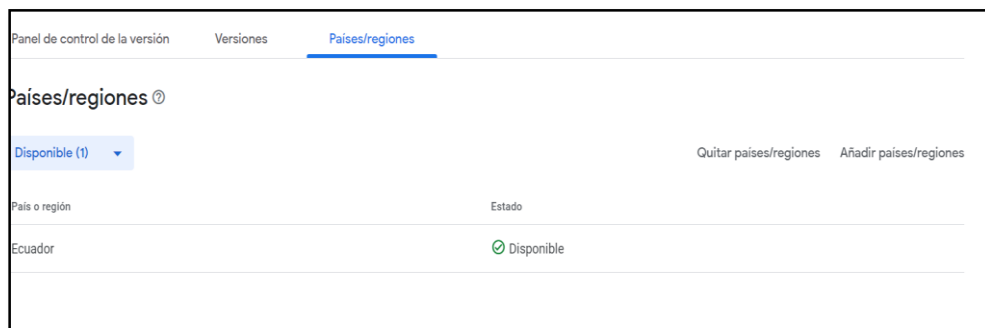 Panel de control de la versión Versiones Países/regiones
Países/regiones
Disponible (1)
Quitar países/regiones Añadir países/regiones
País o región Estado
Ecuador Disponible